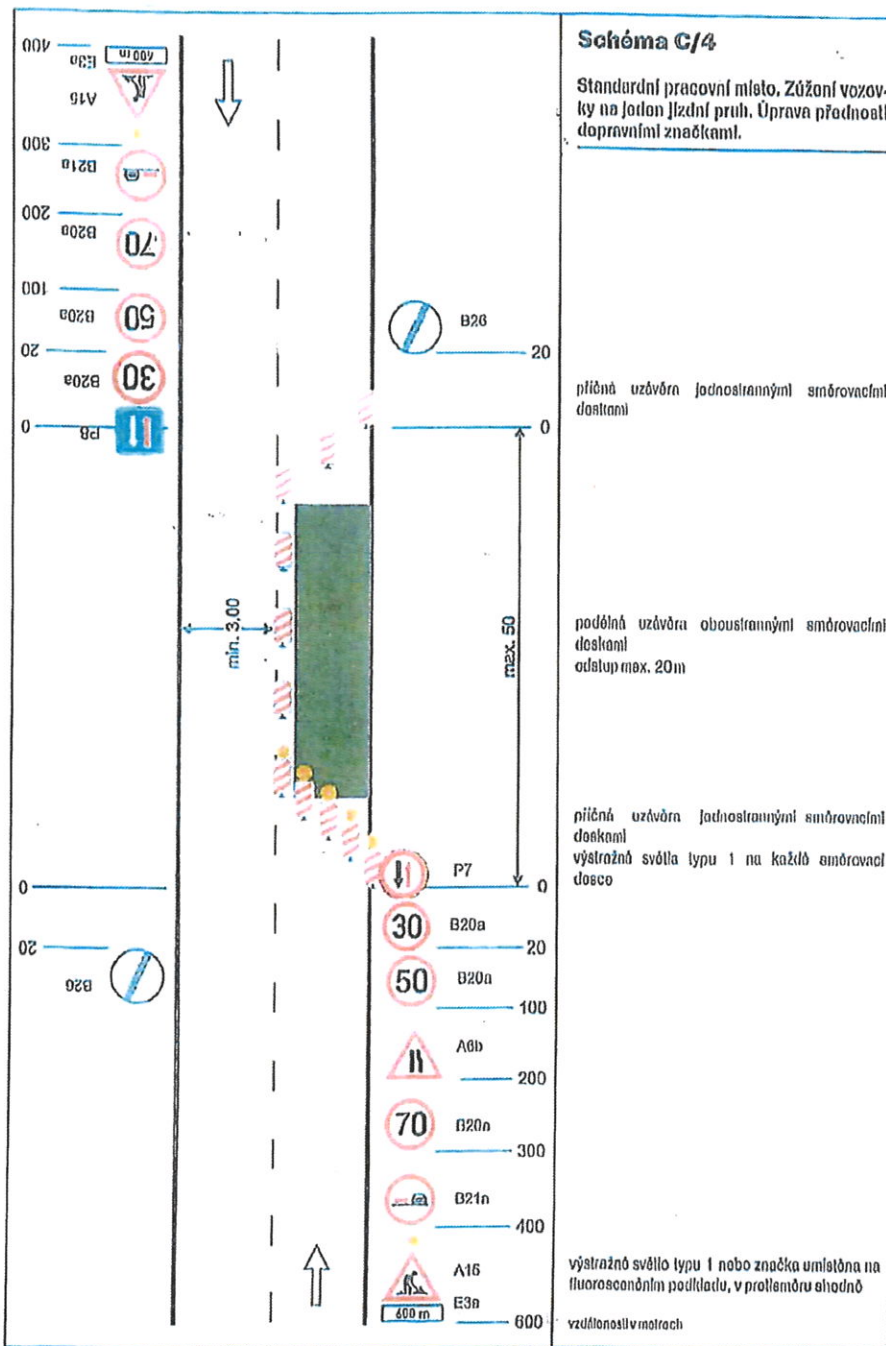 Schéma C/4
Standardní pracovní místo. Zúžení vozov-
ky na jeden jízdní pruh. Úprava přednosti
dopravními značkami.
400
E3a
400 m
A15
300
B21a
200
B20a
70
100
B20a
50
20
B20a
30
0
P8
B26
20
příčná uzávěra jednostrannými směrovacími
deskami
0
min. 3,00
max. 50
podélná uzávěra oboustrannými směrovacími
deskami
odstup max. 20m
příčná uzávěra jednostrannými směrovacími
deskami
výstražná světla typu 1 na každé směrovací
desce
P7
0
0
30
B20a
20
20
B26
50
B20a
100
A6b
200
70
B20a
300
B21a
400
A15
E3a
600 m
600
výstražné světlo typu 1 nebo značka umístěna na
fluorescenčním podkladu, v protisměru shodně
vzdálenosti v metrech